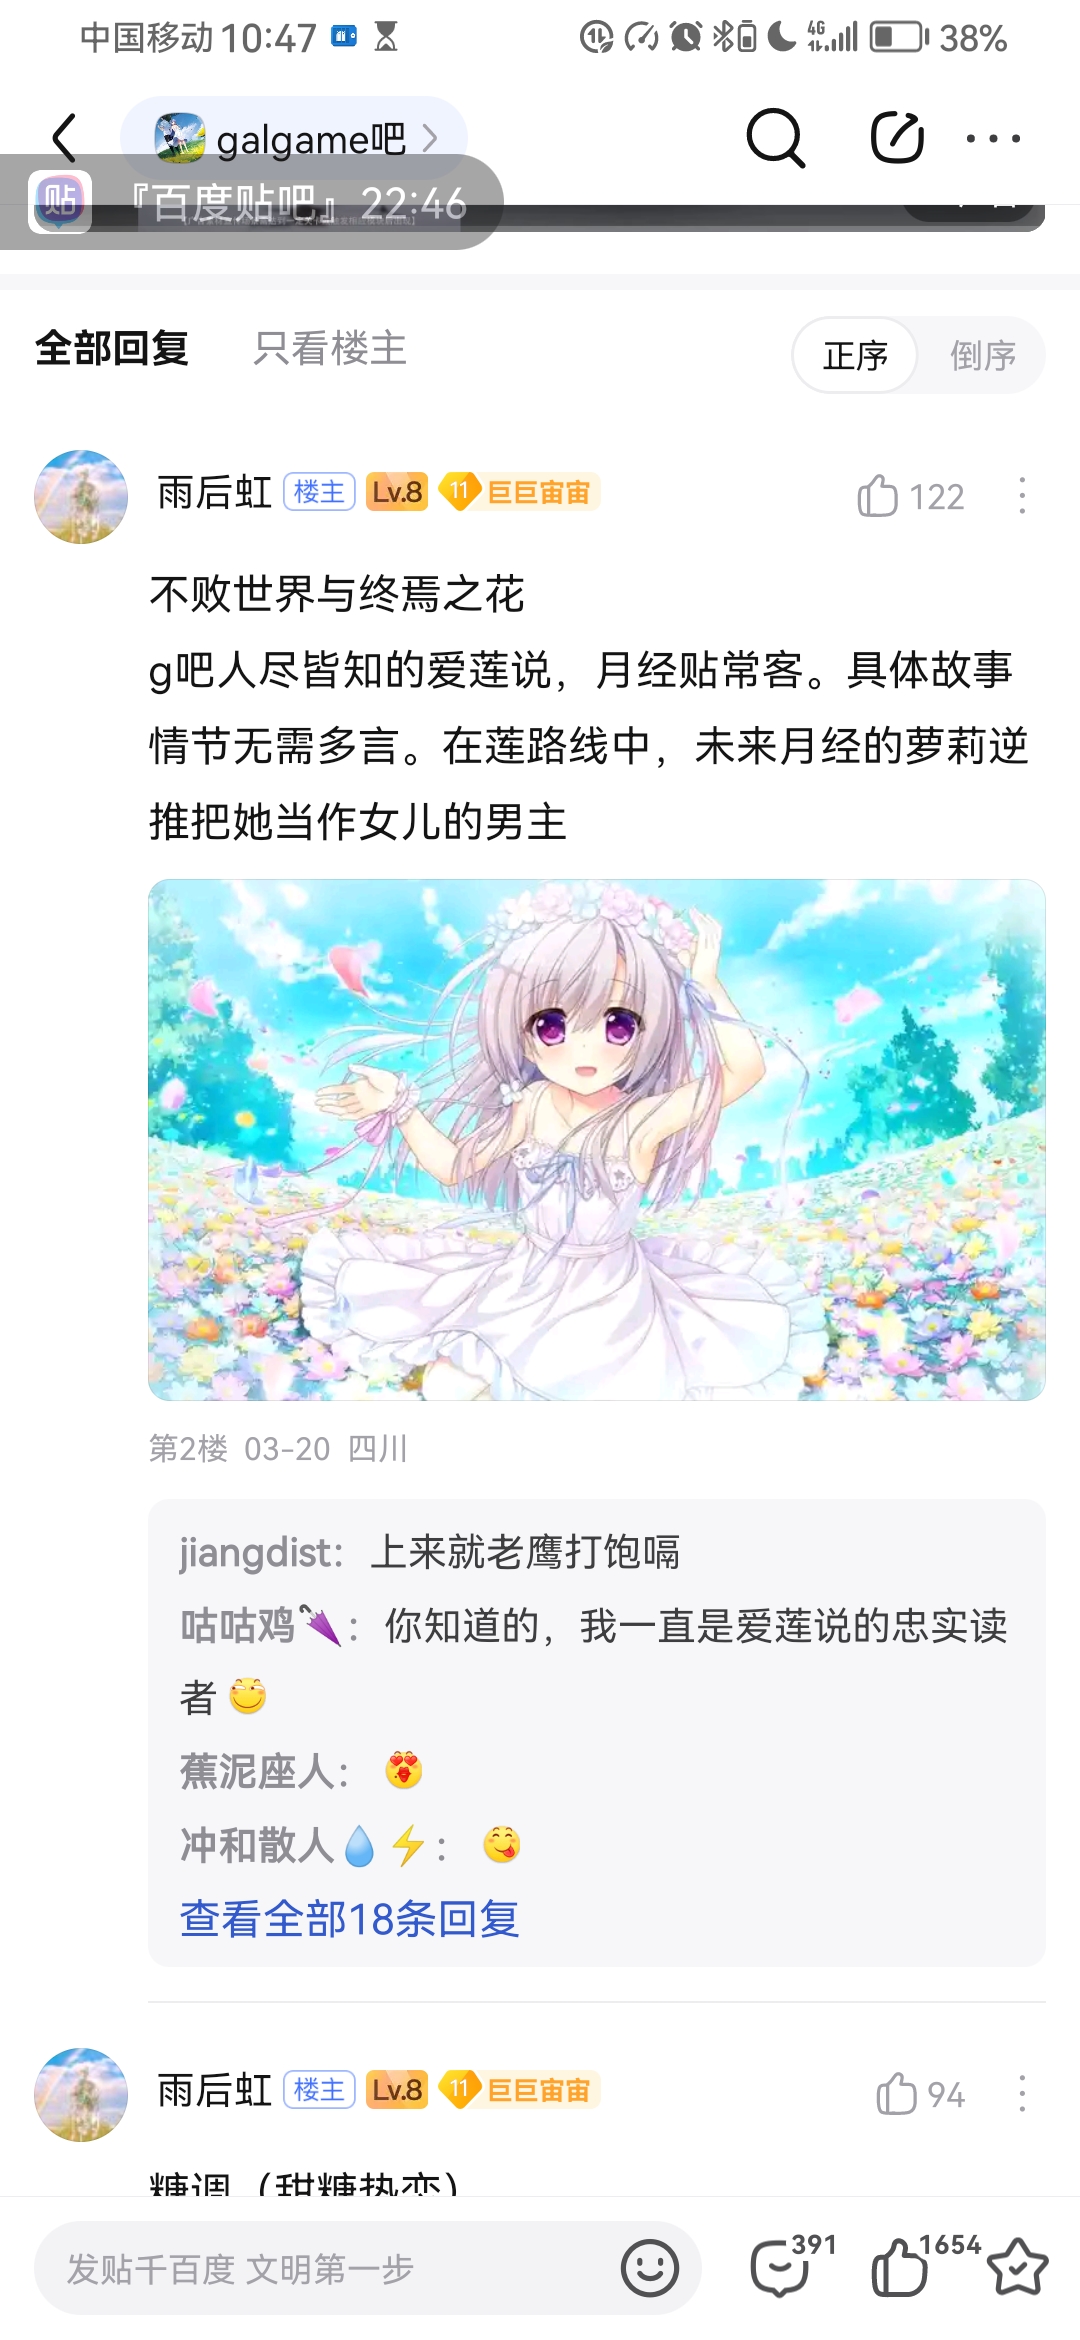 中国移动 10:47 4G 38%
galgame吧
贴 『百度贴吧』22:46
全部回复 只看楼主 正序 倒序
雨后虹 楼主 Lv.8 11 巨巨宙宙 122
不败世界与终焉之花
g吧人尽皆知的爱莲说，月经贴常客。具体故事
情节无需多言。在莲路线中，未来月经的萝莉逆
推把她当作女儿的男主
第2楼 03-20 四川
jiangdist：上来就老鹰打饱嗝
咕咕鸡🌂：你知道的，我一直是爱莲说的忠实读
者
蕉泥座人：
冲和散人💧⚡：
查看全部18条回复
雨后虹 楼主 Lv.8 11 巨巨宙宙 94
糖调（甜糖热恋）
发贴千百度 文明第一步 391 1654